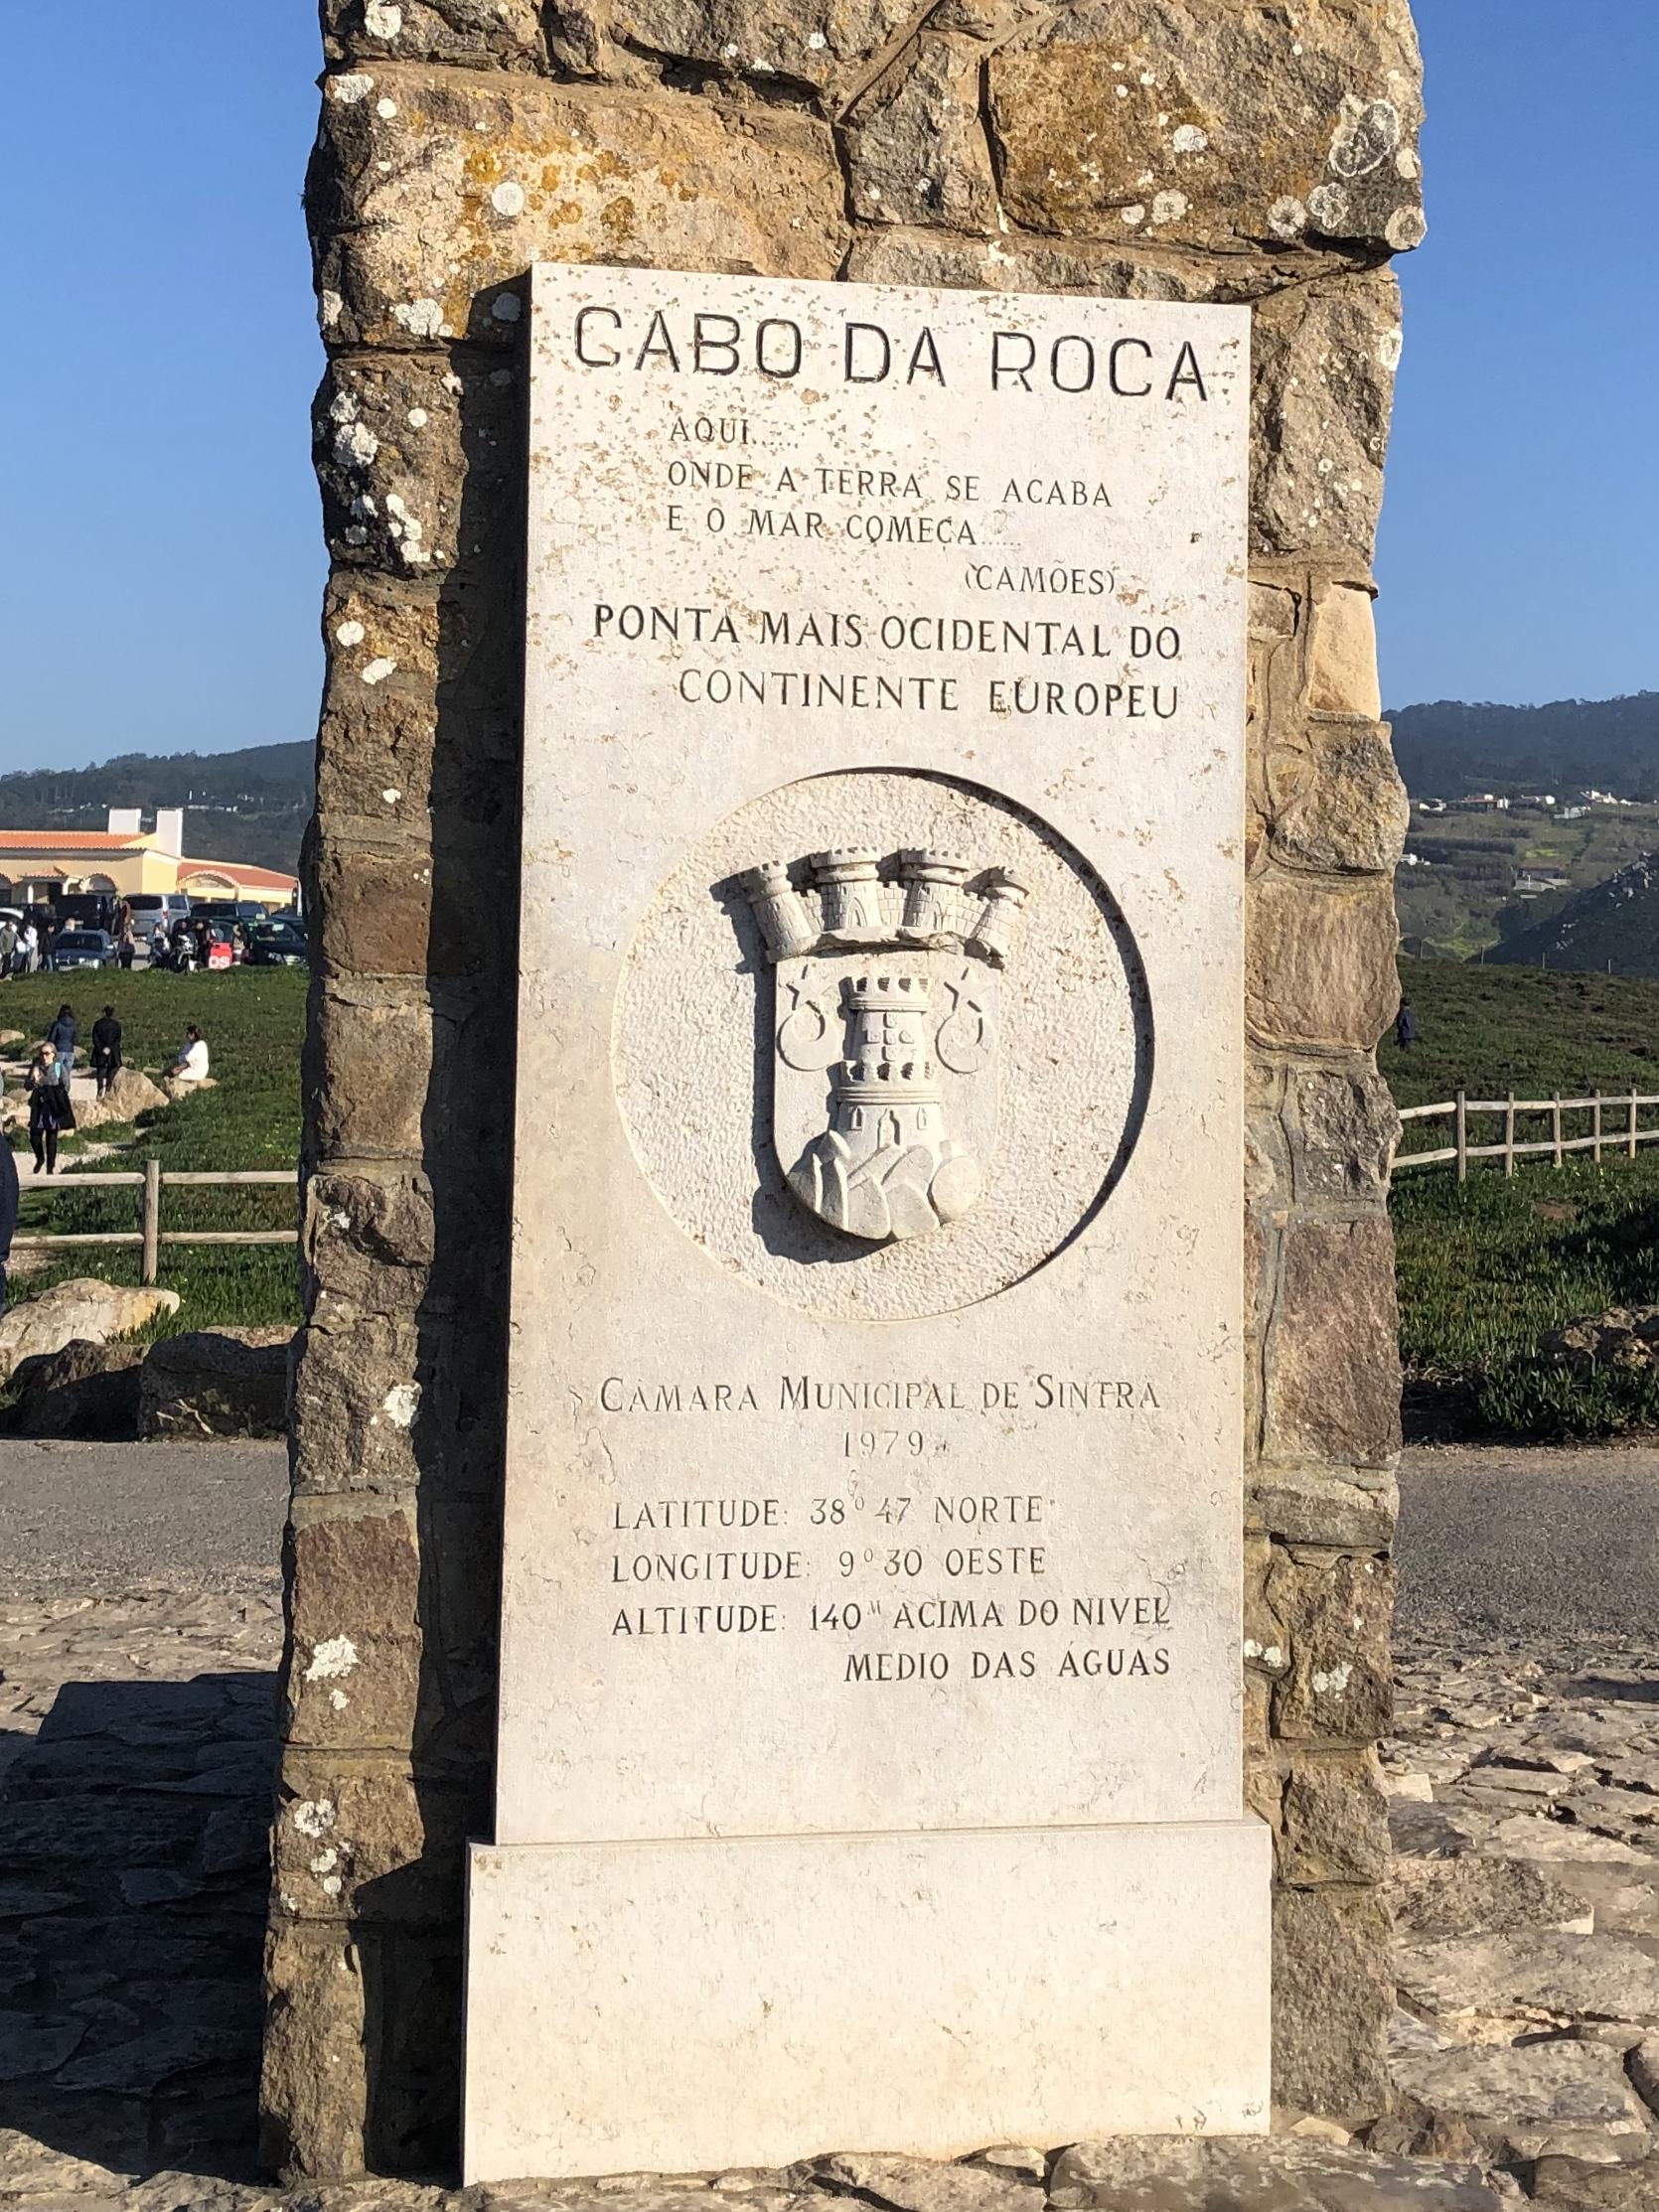 CABO DA ROCA
AQUI......
ONDE A TERRA SE ACABA
E O MAR COMEÇA......
(CAMÕES)
PONTA MAIS OCIDENTAL DO
CONTINENTE EUROPEU
CÂMARA MUNICIPAL DE SINTRA
1979
LATITUDE: 38º 47 NORTE
LONGITUDE: 9º 30 OESTE
ALTITUDE: 140M ACIMA DO NIVEL
MEDIO DAS ÁGUAS